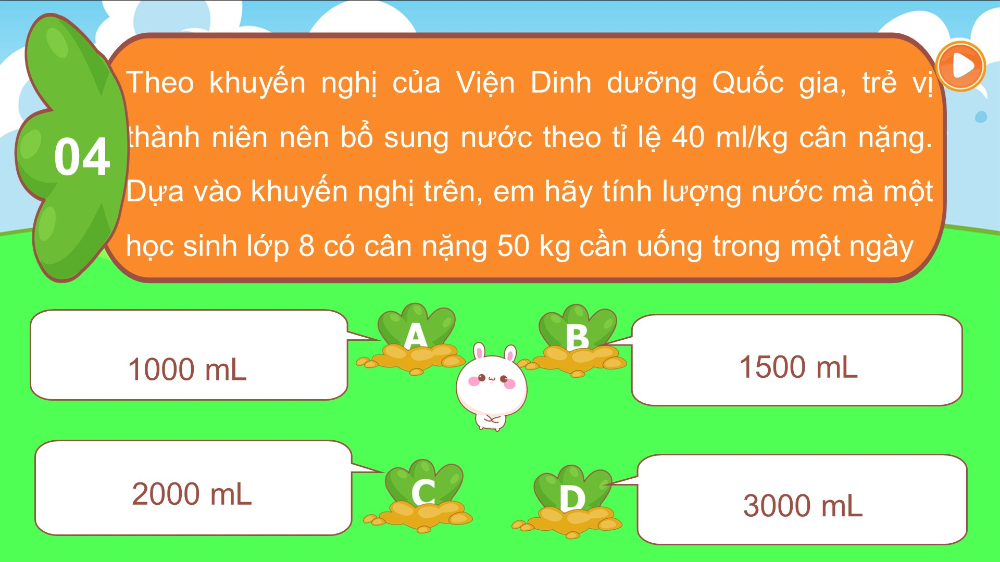 04
Theo khuyến nghị của Viện Dinh dưỡng Quốc gia, trẻ vị
thành niên nên bổ sung nước theo tỉ lệ 40 ml/kg cân nặng.
Dựa vào khuyến nghị trên, em hãy tính lượng nước mà một
học sinh lớp 8 có cân nặng 50 kg cần uống trong một ngày
A
1000 mL
B
1500 mL
C
2000 mL
D
3000 mL